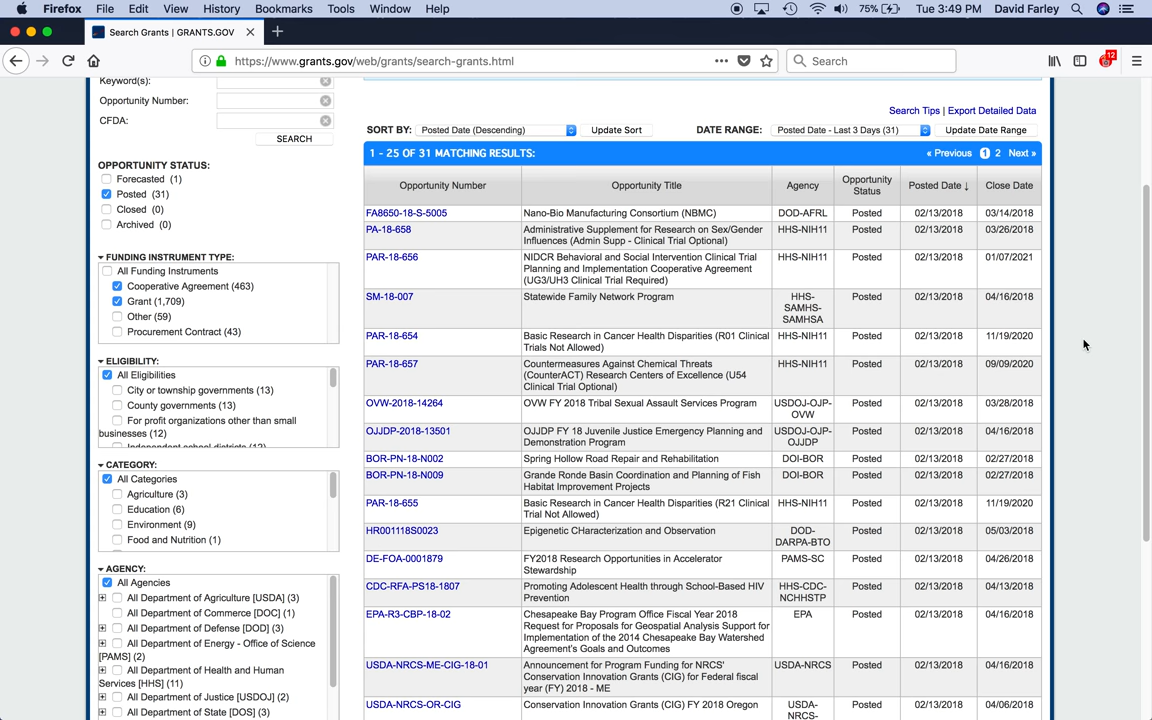 Firefox File Edit View History Bookmarks Tools Window Help 75% Tue 3:49 PM David Farley
Search Grants | GRANTS.GOV
https://www.grants.gov/web/grants/search-grants.html Search 12
Keyword(s):
Opportunity Number:
CFDA:
SEARCH
OPPORTUNITY STATUS:
Forecasted (1)
Posted (31)
Closed (0)
Archived (0)
FUNDING INSTRUMENT TYPE:
All Funding Instruments
Cooperative Agreement (463)
Grant (1,709)
Other (59)
Procurement Contract (43)
ELIGIBILITY:
All Eligibilities
City or township governments (13)
County governments (13)
For profit organizations other than small
businesses (12)
Independent school districts (12)
CATEGORY:
All Categories
Agriculture (3)
Education (6)
Environment (9)
Food and Nutrition (1)
AGENCY:
All Agencies
All Department of Agriculture [USDA] (3)
All Department of Commerce [DOC] (1)
All Department of Defense [DOD] (3)
All Department of Energy - Office of Science
[PAMS] (2)
All Department of Health and Human
Services [HHS] (11)
All Department of Justice [USDOJ] (2)
All Department of State [DOS] (3)
Search Tips | Export Detailed Data
SORT BY: Posted Date (Descending) Update Sort DATE RANGE: Posted Date - Last 3 Days (31) Update Date Range
1 - 25 OF 31 MATCHING RESULTS: « Previous 1 2 Next »
Opportunity Number Opportunity Title Agency Opportunity Status Posted Date ↓ Close Date
FA8650-18-S-5005 Nano-Bio Manufacturing Consortium (NBMC) DOD-AFRL Posted 02/13/2018 03/14/2018
PA-18-658 Administrative Supplement for Research on Sex/Gender HHS-NIH11 Posted 02/13/2018 03/26/2018
Influences (Admin Supp - Clinical Trial Optional)
PAR-18-656 NIDCR Behavioral and Social Intervention Clinical Trial HHS-NIH11 Posted 02/13/2018 01/07/2021
Planning and Implementation Cooperative Agreement
(UG3/UH3 Clinical Trial Required)
SM-18-007 Statewide Family Network Program HHS- Posted 02/13/2018 04/16/2018
SAMHS-
SAMHSA
PAR-18-654 Basic Research in Cancer Health Disparities (R01 Clinical HHS-NIH11 Posted 02/13/2018 11/19/2020
Trials Not Allowed)
PAR-18-657 Countermeasures Against Chemical Threats HHS-NIH11 Posted 02/13/2018 09/09/2020
(CounterACT) Research Centers of Excellence (U54
Clinical Trial Optional)
OVW-2018-14264 OVW FY 2018 Tribal Sexual Assault Services Program USDOJ-OJP- Posted 02/13/2018 03/28/2018
OVW
OJJDP-2018-13501 OJJDP FY 18 Juvenile Justice Emergency Planning and USDOJ-OJP- Posted 02/13/2018 04/16/2018
Demonstration Program OJJDP
BOR-PN-18-N002 Spring Hollow Road Repair and Rehabilitation DOI-BOR Posted 02/13/2018 02/27/2018
BOR-PN-18-N009 Grande Ronde Basin Coordination and Planning of Fish DOI-BOR Posted 02/13/2018 02/27/2018
Habitat Improvement Projects
PAR-18-655 Basic Research in Cancer Health Disparities (R21 Clinical HHS-NIH11 Posted 02/13/2018 11/19/2020
Trial Not Allowed)
HR001118S0023 Epigenetic CHaracterization and Observation DOD- Posted 02/13/2018 05/03/2018
DARPA-BTO
DE-FOA-0001879 FY2018 Research Opportunities in Accelerator PAMS-SC Posted 02/13/2018 04/26/2018
Stewardship
CDC-RFA-PS18-1807 Promoting Adolescent Health through School-Based HIV HHS-CDC- Posted 02/13/2018 04/13/2018
Prevention NCHHSTP
EPA-R3-CBP-18-02 Chesapeake Bay Program Office Fiscal Year 2018 EPA Posted 02/13/2018 04/16/2018
Request for Proposals for Geospatial Analysis Support for
Implementation of the 2014 Chesapeake Bay Watershed
Agreement's Goals and Outcomes
USDA-NRCS-ME-CIG-18-01 Announcement for Program Funding for NRCS' USDA-NRCS Posted 02/13/2018 04/16/2018
Conservation Innovation Grants (CIG) for Federal fiscal
year (FY) 2018 - ME
USDA-NRCS-OR-CIG Conservation Innovation Grants (CIG) FY 2018 Oregon USDA- Posted 02/13/2018 04/06/2018
NRCS-